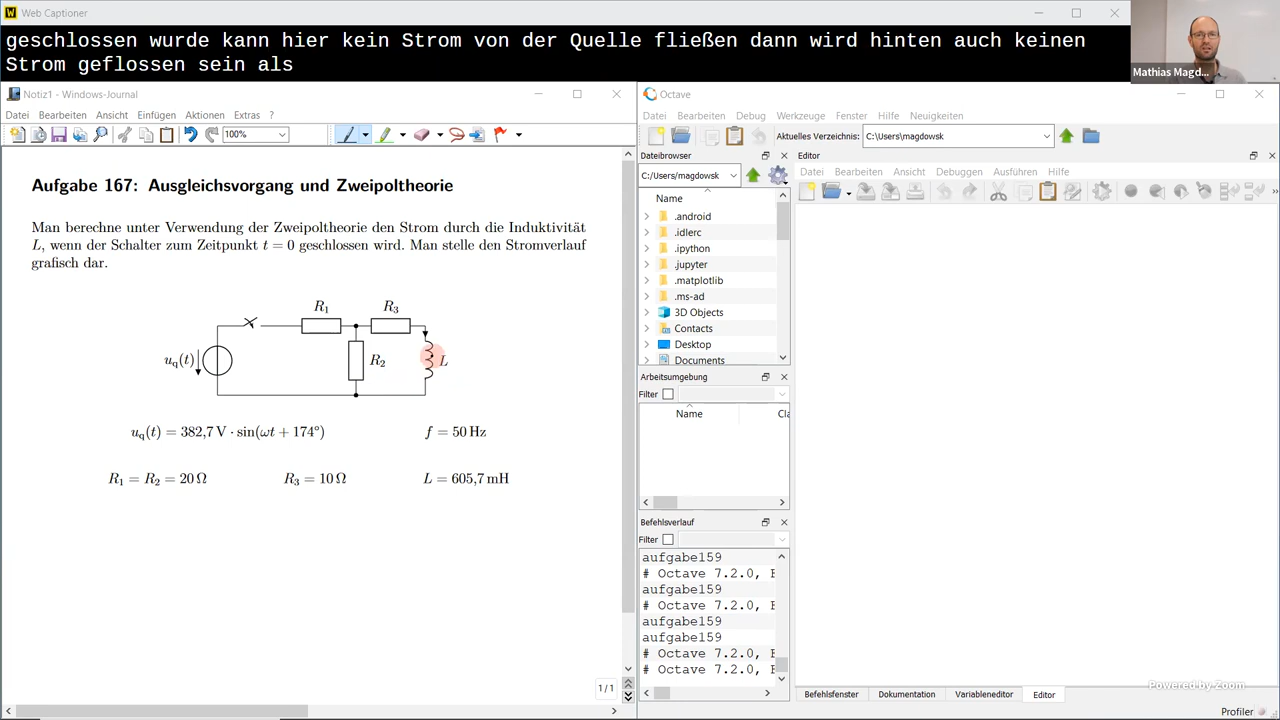 Web Captioner
geschlossen wurde kann hier kein Strom von der Quelle fließen dann wird hinten auch keinen
Strom geflossen sein als
Mathias Magd...
Notiz1 - Windows-Journal
Datei Bearbeiten Ansicht Einfügen Aktionen Extras ?
100%
Aufgabe 167: Ausgleichsvorgang und Zweipoltheorie
Man berechne unter Verwendung der Zweipoltheorie den Strom durch die Induktivität
L, wenn der Schalter zum Zeitpunkt t = 0 geschlossen wird. Man stelle den Stromverlauf
grafisch dar.
R1 R3
uq(t) R2 L
uq(t) = 382,7 V · sin(ωt + 174°) f = 50 Hz
R1 = R2 = 20 Ω R3 = 10 Ω L = 605,7 mH
1/1
Octave
Datei Bearbeiten Debug Werkzeuge Fenster Hilfe Neuigkeiten
Aktuelles Verzeichnis: C:\Users\magdowsk
Dateibrowser
C:/Users/magdowsk
Name
.android
.idlerc
.ipython
.jupyter
.matplotlib
.ms-ad
3D Objects
Contacts
Desktop
Documents
Arbeitsumgebung
Filter
Name Cla
Befehlsverlauf
Filter
aufgabe159
# Octave 7.2.0, F
aufgabe159
# Octave 7.2.0, F
aufgabe159
aufgabe159
# Octave 7.2.0, F
# Octave 7.2.0, F
Editor
Datei Bearbeiten Ansicht Debuggen Ausführen Hilfe
Powered by Zoom
Befehlsfenster Dokumentation Variableneditor Editor
Profiler